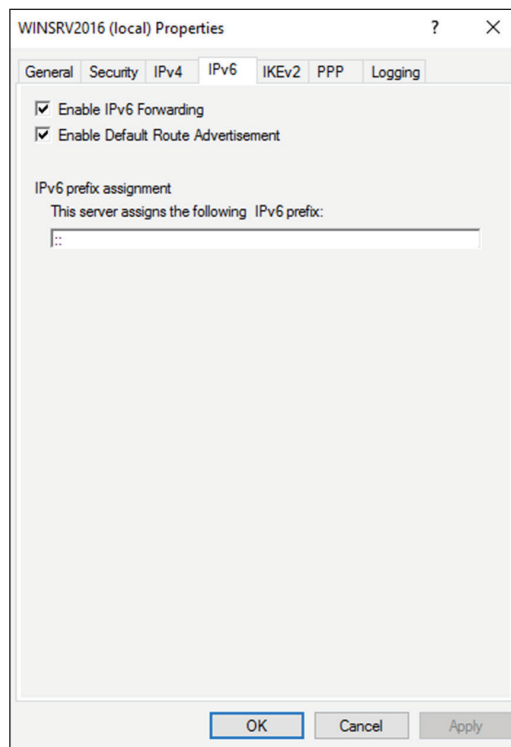 WINSRV2016 (local) Properties ?
General Security IPv4 IPv6 IKEv2 PPP Logging
Enable IPv6 Forwarding
Enable Default Route Advertisement
IPv6 prefix assignment
This server assigns the following IPv6 prefix:
::
OK Cancel Apply